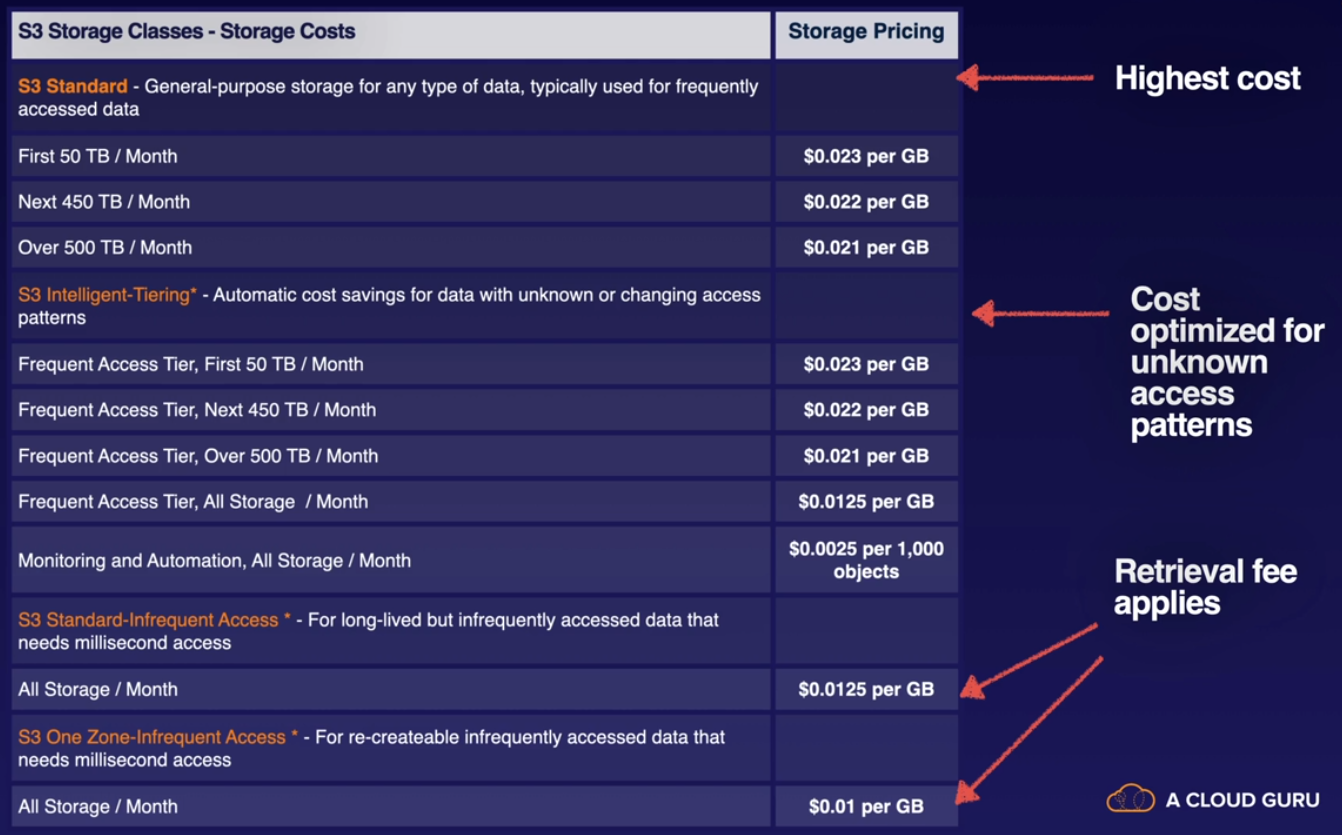 S3 Storage Classes - Storage Costs
Storage Pricing
S3 Standard - General-purpose storage for any type of data, typically used for frequently
accessed data
First 50 TB / Month
$0.023 per GB
Next 450 TB / Month
$0.022 per GB
Over 500 TB / Month
$0.021 per GB
S3 Intelligent-Tiering* - Automatic cost savings for data with unknown or changing access
patterns
Frequent Access Tier, First 50 TB / Month
$0.023 per GB
Frequent Access Tier, Next 450 TB / Month
$0.022 per GB
Frequent Access Tier, Over 500 TB / Month
$0.021 per GB
Frequent Access Tier, All Storage / Month
$0.0125 per GB
Monitoring and Automation, All Storage / Month
$0.0025 per 1,000
objects
S3 Standard-Infrequent Access * - For long-lived but infrequently accessed data that
needs millisecond access
All Storage / Month
$0.0125 per GB
S3 One Zone-Infrequent Access * - For re-createable infrequently accessed data that
needs millisecond access
All Storage / Month
$0.01 per GB
Highest cost
Cost
optimized for
unknown
access
patterns
Retrieval fee
applies
A CLOUD GURU